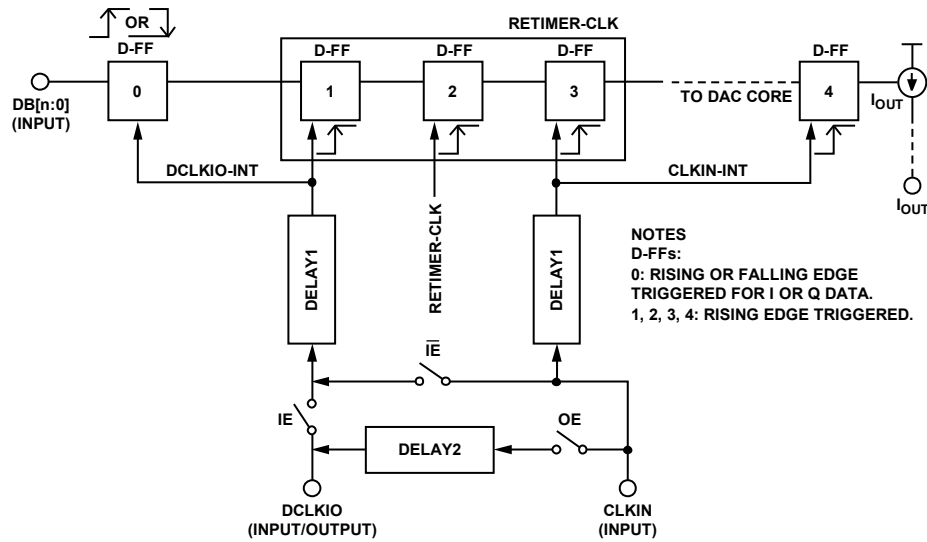 OR
RETIMER-CLK
D-FF
D-FF
D-FF
D-FF
D-FF
0
1
2
3
4
DB[n:0]
(INPUT)
TO DAC CORE
IOUT
IOUT
DCLKIO-INT
CLKIN-INT
DELAY1
RETIMER-CLK
DELAY1
NOTES
D-FFs:
0: RISING OR FALLING EDGE
TRIGGERED FOR I OR Q DATA.
1, 2, 3, 4: RISING EDGE TRIGGERED.
IE
IE
OE
DELAY2
DCLKIO
(INPUT/OUTPUT)
CLKIN
(INPUT)